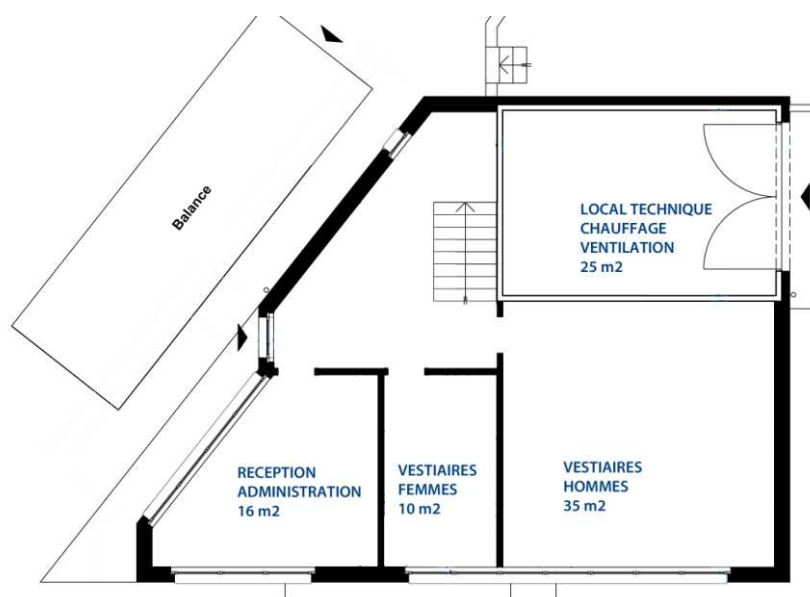 Balance
LOCAL TECHNIQUE
CHAUFFAGE
VENTILATION
25 m2
RECEPTION
ADMINISTRATION
16 m2
VESTIAIRES
FEMMES
10 m2
VESTIAIRES
HOMMES
35 m2